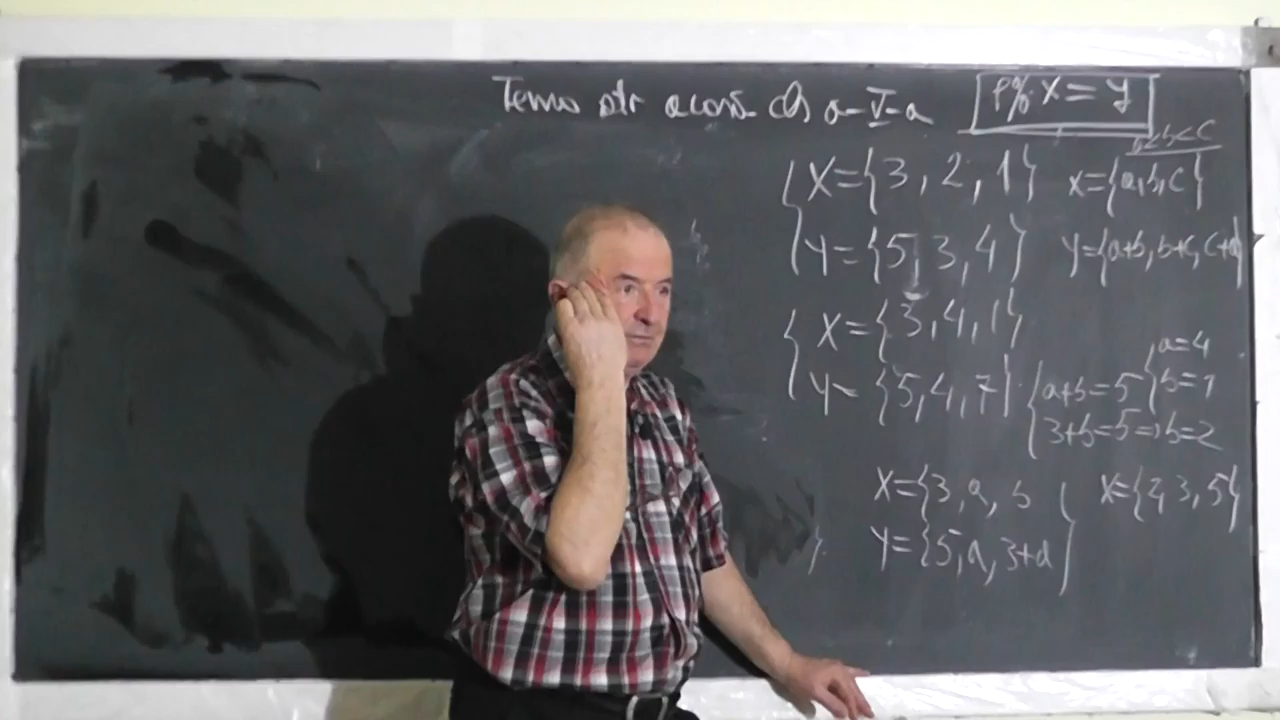 Tema ptr acasă cls a-V-a
P% X = Y
a<b<c
X={3,2,1}
X={a,b,c}
Y={5,3,4}
Y={a+b,b+c,c+a}
X={3,4,1}
a=4
Y={5,4,7}
a+b=5
b=1
3+b=5=>b=2
X={3,a,b
X={2,3,5}
Y={5,a,3+a}